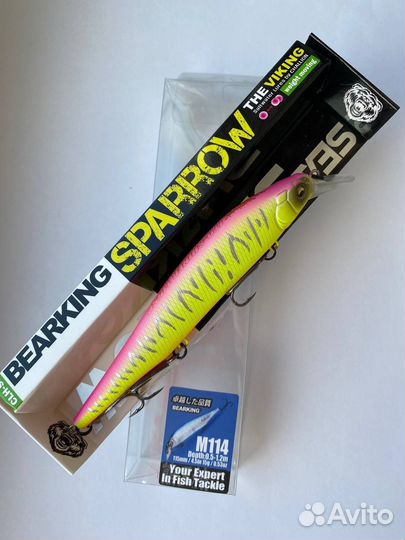 BEARKING
SPARROW
THE VIKING
weight moving
CLH-S
卓越した品質
BEARKING
M114
Depth:0.5-1.2m
Your Expert
In Fish Tackle
Avito